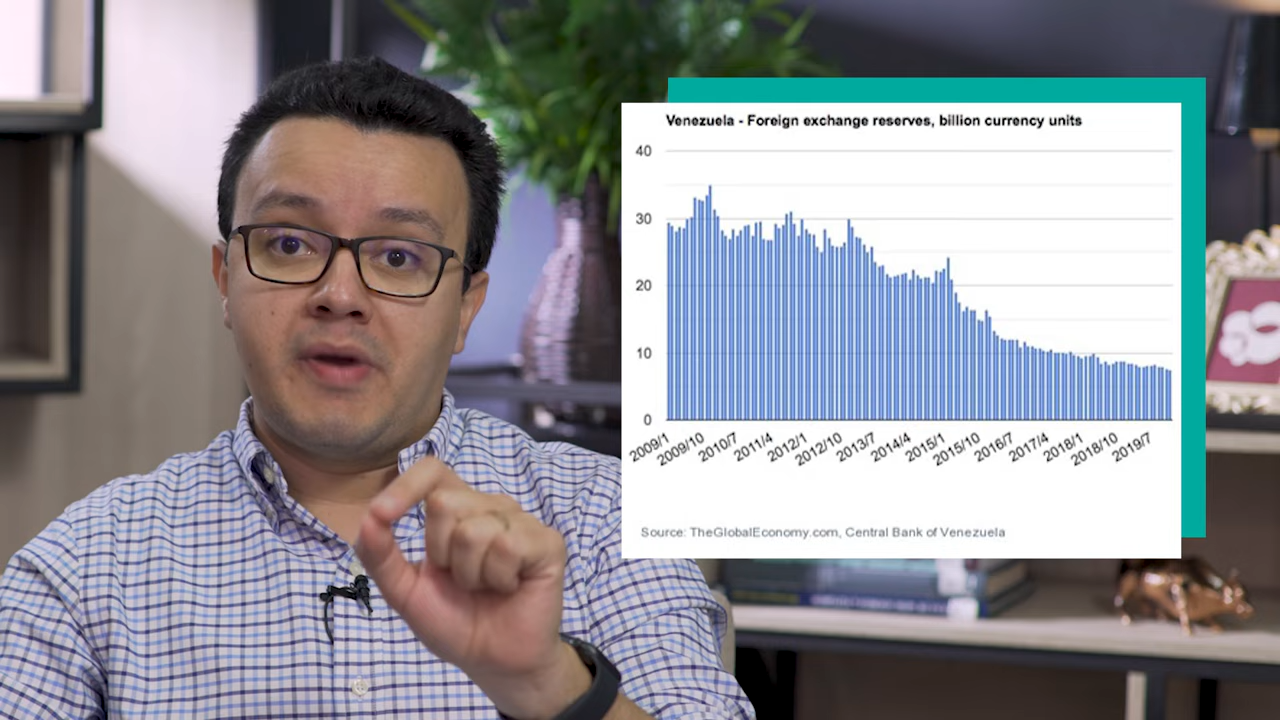 Venezuela - Foreign exchange reserves, billion currency units
40
30
20
10
0
2009/1 2009/10 2010/7 2011/4 2012/1 2012/10 2013/7 2014/4 2015/1 2015/10 2016/7 2017/4 2018/1 2018/10 2019/7
Source: TheGlobalEconomy.com, Central Bank of Venezuela